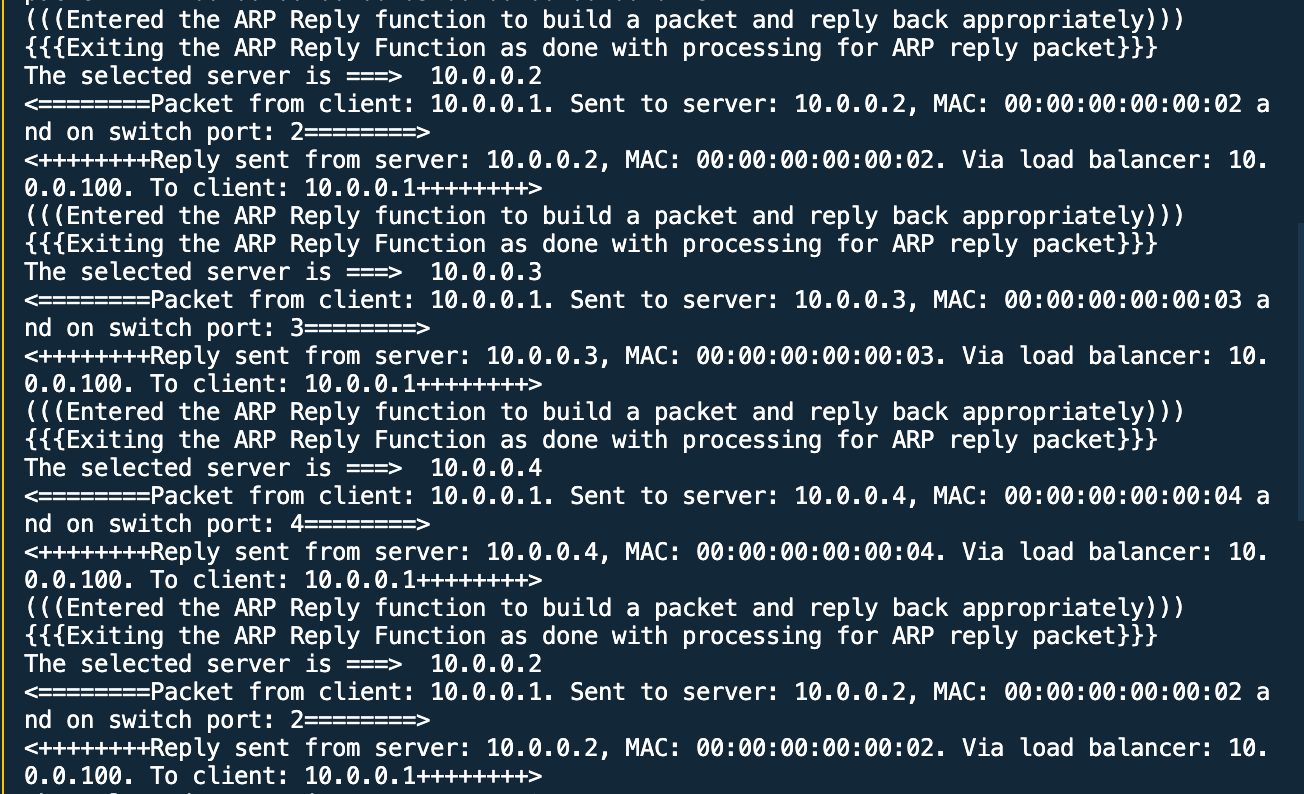 (((Entered the ARP Reply function to build a packet and reply back appropriately)))
{{{Exiting the ARP Reply Function as done with processing for ARP reply packet}}}
The selected server is ===>  10.0.0.2
<========Packet from client: 10.0.0.1. Sent to server: 10.0.0.2, MAC: 00:00:00:00:00:02 a
nd on switch port: 2========>
<++++++++Reply sent from server: 10.0.0.2, MAC: 00:00:00:00:00:02. Via load balancer: 10.
0.0.100. To client: 10.0.0.1++++++++>
(((Entered the ARP Reply function to build a packet and reply back appropriately)))
{{{Exiting the ARP Reply Function as done with processing for ARP reply packet}}}
The selected server is ===>  10.0.0.3
<========Packet from client: 10.0.0.1. Sent to server: 10.0.0.3, MAC: 00:00:00:00:00:03 a
nd on switch port: 3========>
<++++++++Reply sent from server: 10.0.0.3, MAC: 00:00:00:00:00:03. Via load balancer: 10.
0.0.100. To client: 10.0.0.1++++++++>
(((Entered the ARP Reply function to build a packet and reply back appropriately)))
{{{Exiting the ARP Reply Function as done with processing for ARP reply packet}}}
The selected server is ===>  10.0.0.4
<========Packet from client: 10.0.0.1. Sent to server: 10.0.0.4, MAC: 00:00:00:00:00:04 a
nd on switch port: 4========>
<++++++++Reply sent from server: 10.0.0.4, MAC: 00:00:00:00:00:04. Via load balancer: 10.
0.0.100. To client: 10.0.0.1++++++++>
(((Entered the ARP Reply function to build a packet and reply back appropriately)))
{{{Exiting the ARP Reply Function as done with processing for ARP reply packet}}}
The selected server is ===>  10.0.0.2
<========Packet from client: 10.0.0.1. Sent to server: 10.0.0.2, MAC: 00:00:00:00:00:02 a
nd on switch port: 2========>
<++++++++Reply sent from server: 10.0.0.2, MAC: 00:00:00:00:00:02. Via load balancer: 10.
0.0.100. To client: 10.0.0.1++++++++>